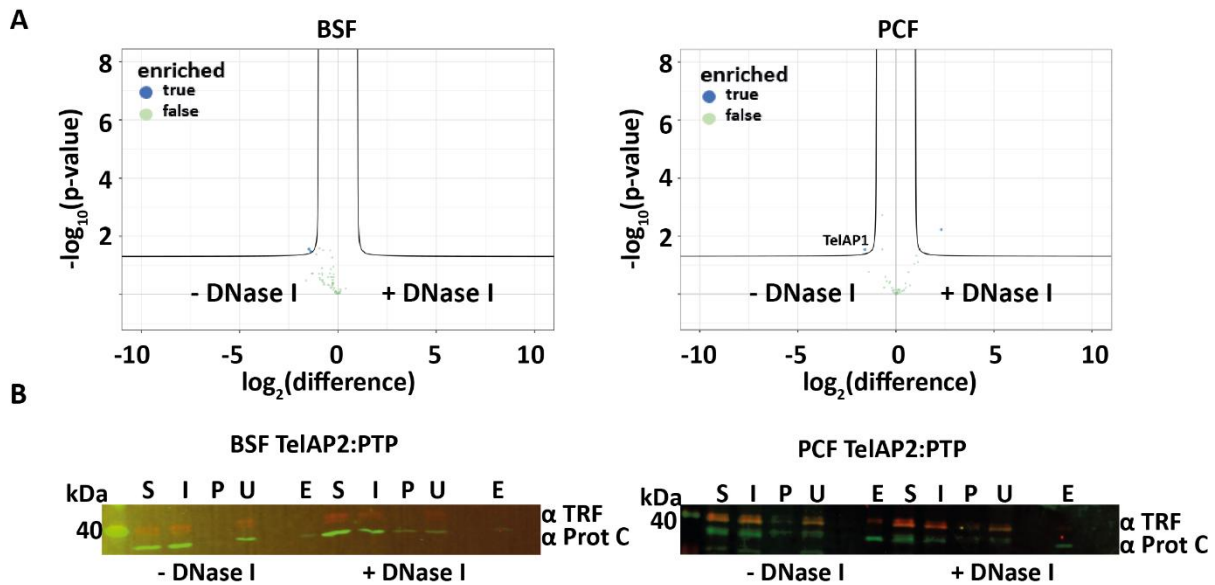 A
BSF
8
6
4
2
-log10(p-value)
enriched
true
false
- DNase I
+ DNase I
-10
-5
0
5
10
log2(difference)
PCF
8
6
4
2
-log10(p-value)
enriched
true
false
TelAP1
- DNase I
+ DNase I
-10
-5
0
5
10
log2(difference)
B
BSF TelAP2:PTP
kDa
S I P U E S I P U E
40
α TRF
α Prot C
- DNase I + DNase I
PCF TelAP2:PTP
kDa
S I P U E S I P U E
40
α TRF
α Prot C
- DNase I + DNase I